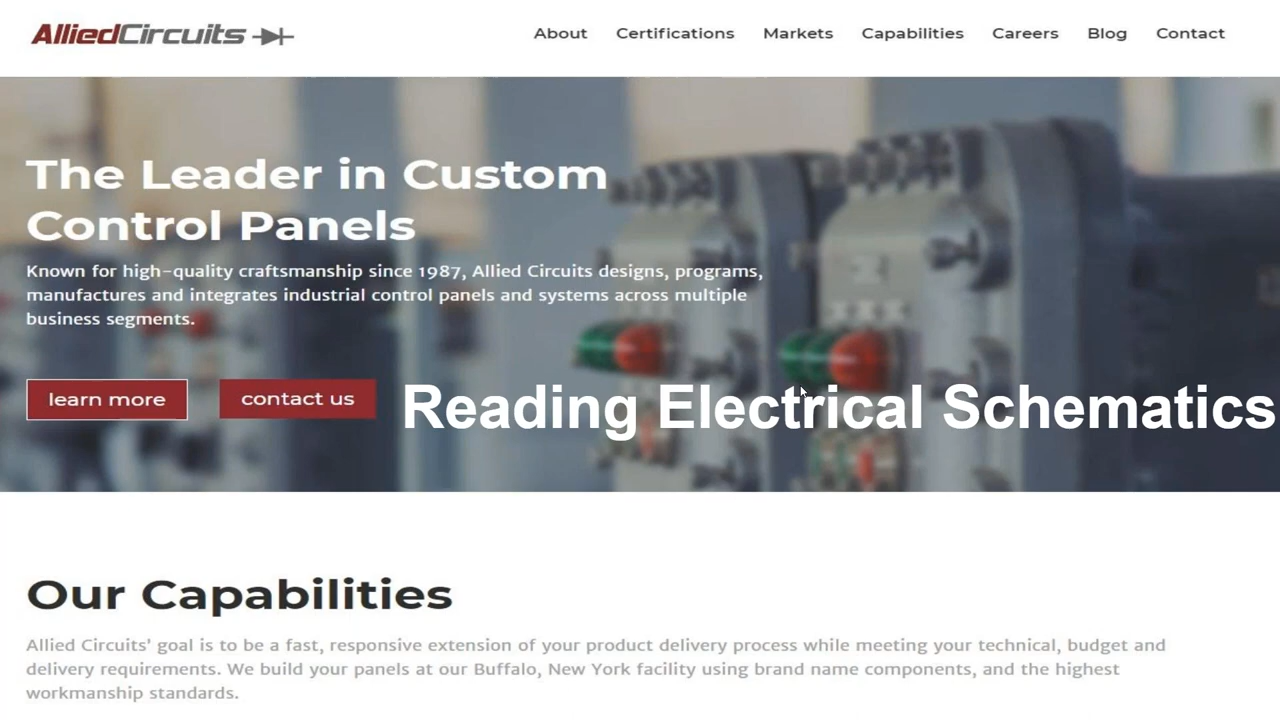 AlliedCircuits
About Certifications Markets Capabilities Careers Blog Contact
The Leader in Custom
Control Panels
Known for high-quality craftsmanship since 1987, Allied Circuits designs, programs,
manufactures and integrates industrial control panels and systems across multiple
business segments.
learn more
contact us
Reading Electrical Schematics
Our Capabilities
Allied Circuits' goal is to be a fast, responsive extension of your product delivery process while meeting your technical, budget and
delivery requirements. We build your panels at our Buffalo, New York facility using brand name components, and the highest
workmanship standards.